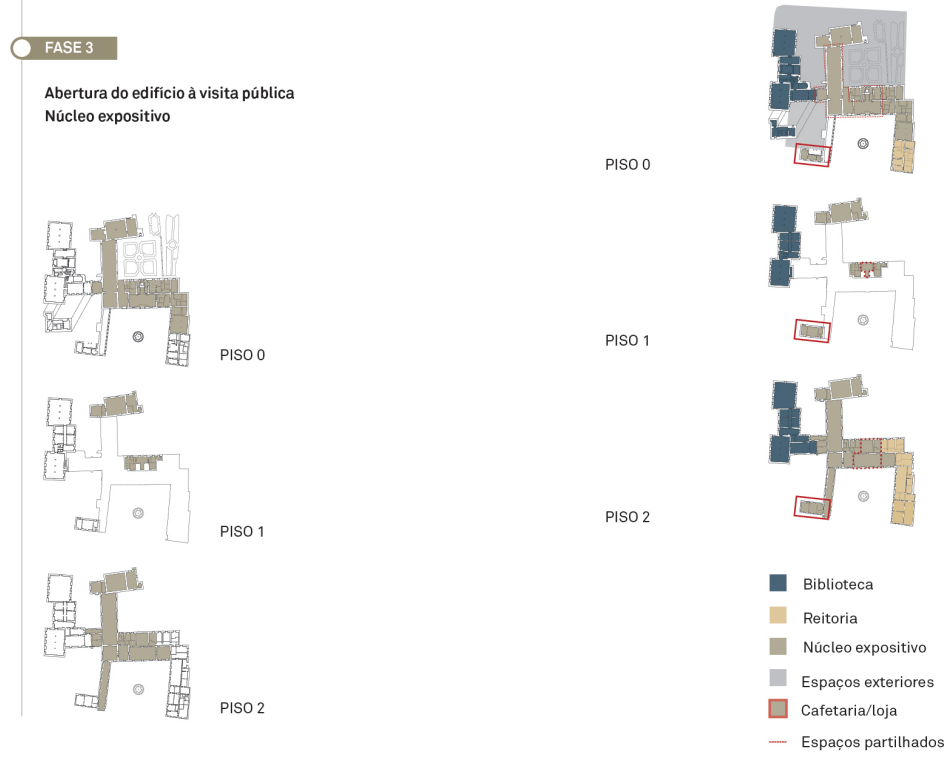 FASE 3
Abertura do edifício à visita pública
Núcleo expositivo
PISO 0
PISO 1
PISO 2
PISO 0
PISO 1
PISO 2
Biblioteca
Reitoria
Núcleo expositivo
Espaços exteriores
Cafetaria/loja
Espaços partilhados